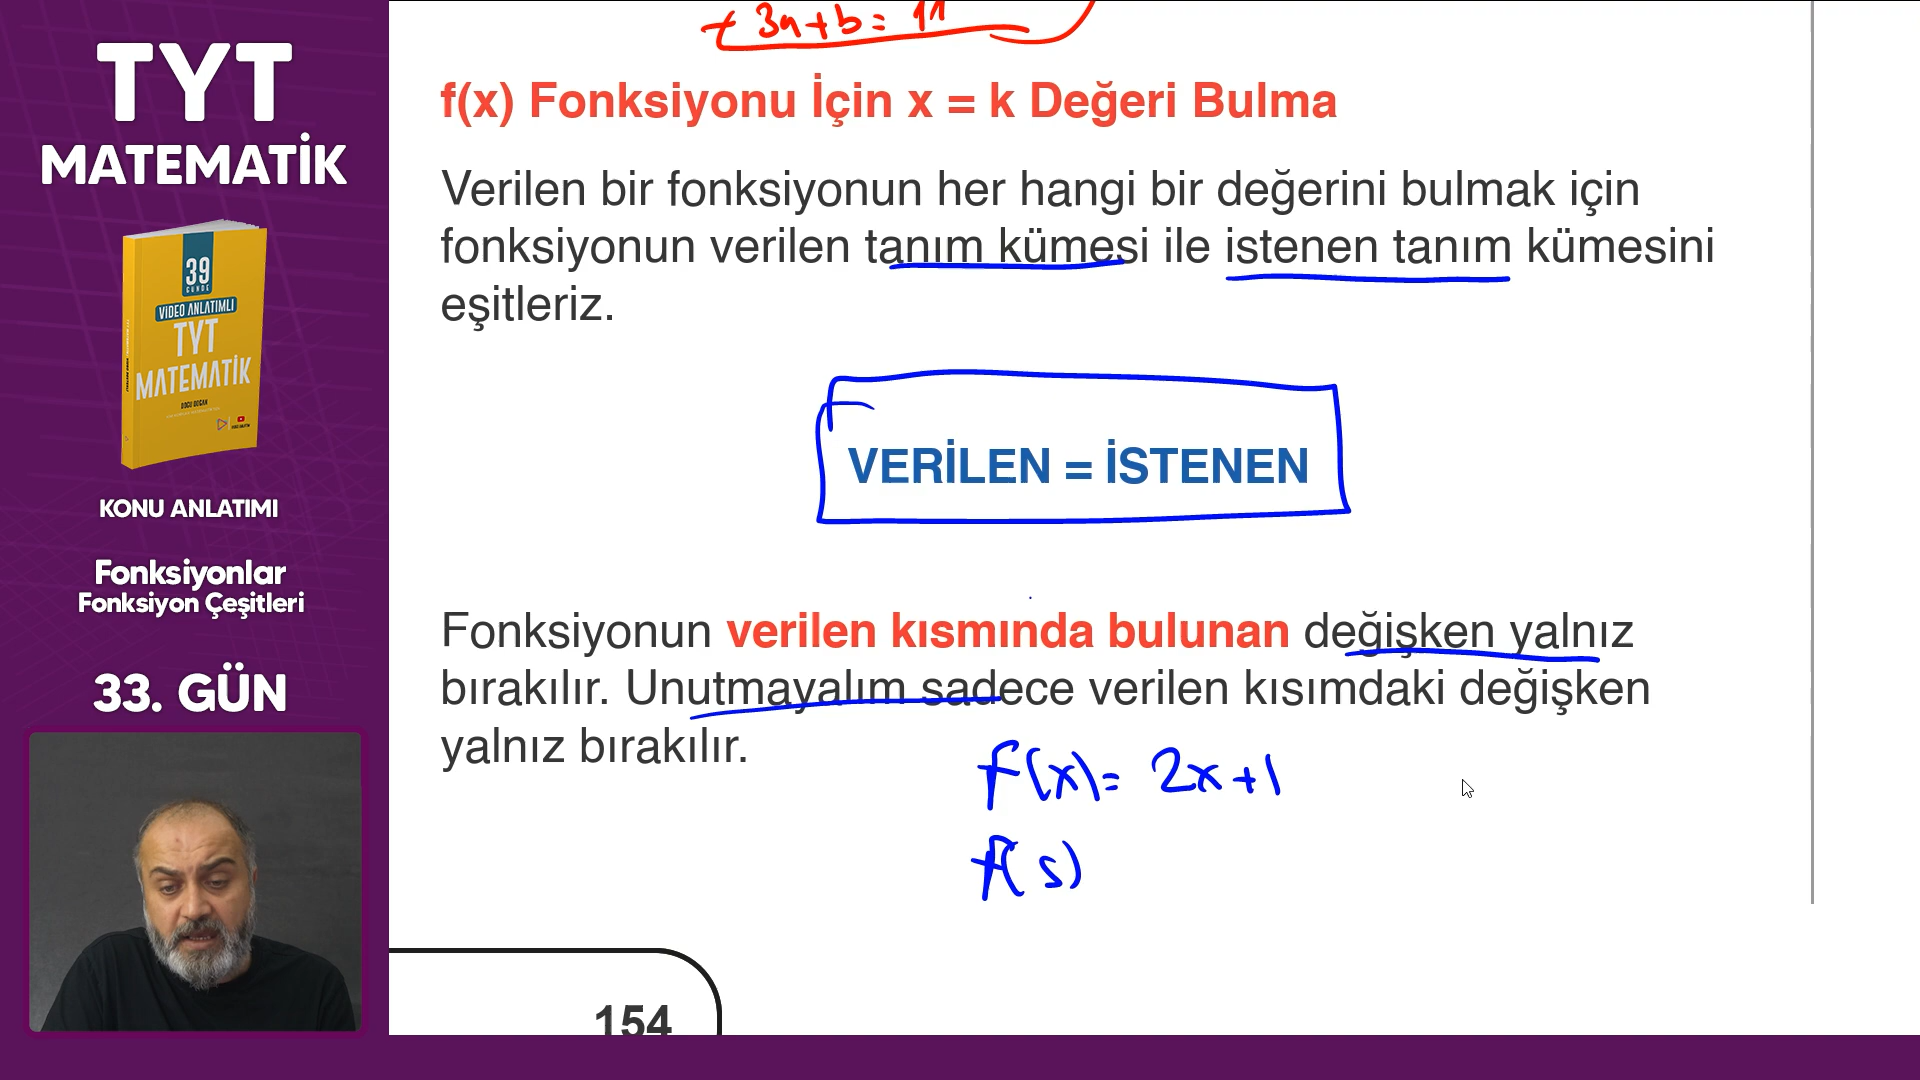 TYT
MATEMATİK
39
GÜNDE
VİDEO ANLATIMLI
TYT
MATEMATİK
KONU ANLATIMI
Fonksiyonlar
Fonksiyon Çeşitleri
33. GÜN
3a+b= 11
f(x) Fonksiyonu İçin x = k Değeri Bulma
Verilen bir fonksiyonun her hangi bir değerini bulmak için
fonksiyonun verilen tanım kümesi ile istenen tanım kümesini
eşitleriz.
VERİLEN = İSTENEN
Fonksiyonun verilen kısmında bulunan değişken yalnız
bırakılır. Unutmayalım sadece verilen kısımdaki değişken
yalnız bırakılır.
f(x)= 2x+1
f(5)
154